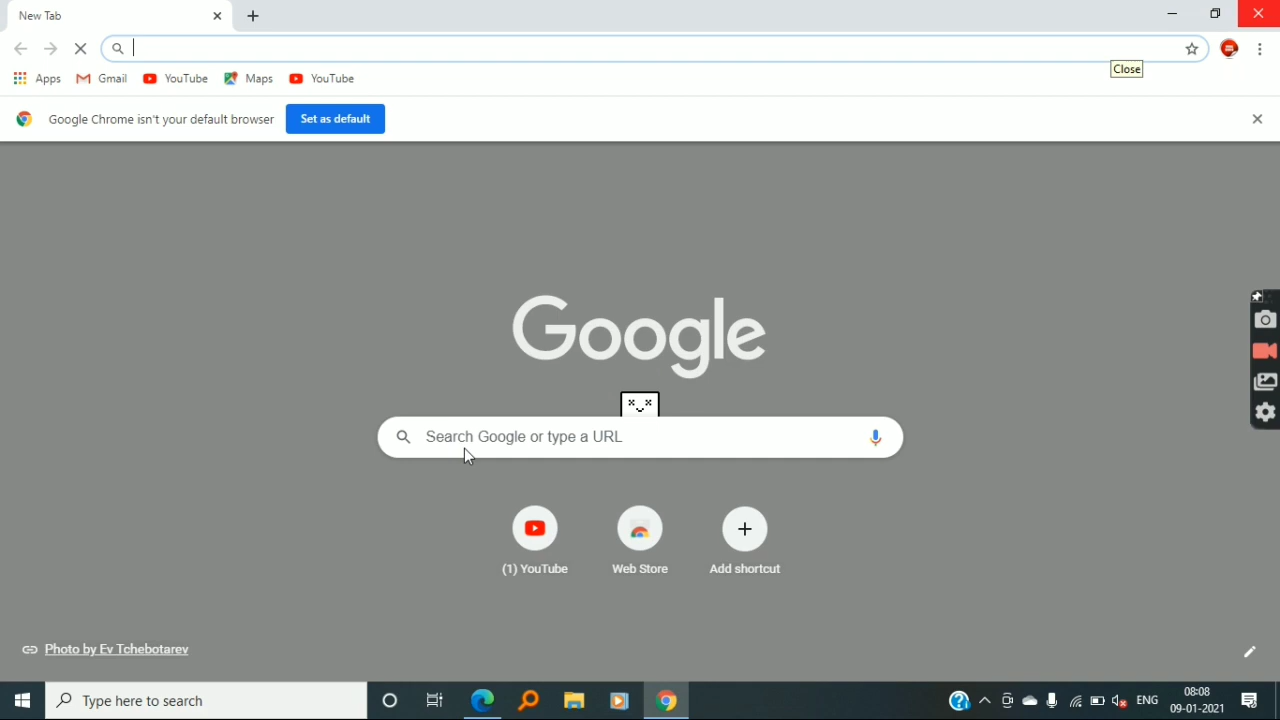 New Tab
Apps
Gmail
YouTube
Maps
YouTube
Close
Google Chrome isn't your default browser
Set as default
Google
Search Google or type a URL
(1) YouTube
Web Store
Add shortcut
Photo by Ev Tchebotarev
Type here to search
ENG
08:08
09-01-2021